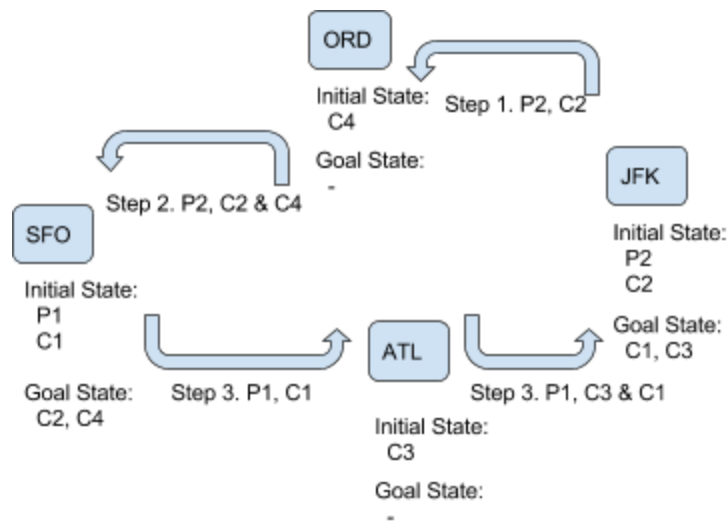 ORD
Initial State:
C4
Goal State:
-
Step 1. P2, C2
JFK
Initial State:
P2
C2
Goal State:
C1, C3
Step 2. P2, C2 & C4
SFO
Initial State:
P1
C1
Goal State:
C2, C4
Step 3. P1, C1
ATL
Initial State:
C3
Goal State:
-
Step 3. P1, C3 & C1